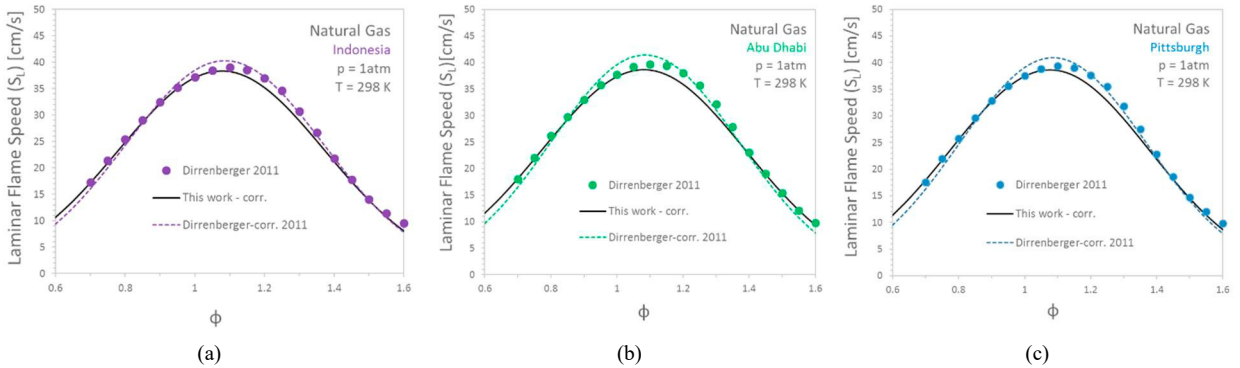 Laminar Flame Speed (SL) [cm/s]
50
45
40
35
30
25
20
15
10
5
0
Natural Gas
Indonesia
p = 1atm
T = 298 K
Dirrenberger 2011
This work - corr.
Dirrenberger-corr. 2011
0.6 0.8 1 1.2 1.4 1.6
ϕ
(a)
Laminar Flame Speed (SL)[cm/s]
50
45
40
35
30
25
20
15
10
5
0
Natural Gas
Abu Dhabi
p = 1atm
T = 298 K
Dirrenberger 2011
This work - corr.
Dirrenberger-corr. 2011
0.6 0.8 1 1.2 1.4 1.6
ϕ
(b)
Laminar Flame Speed (SL) [cm/s]
50
45
40
35
30
25
20
15
10
5
0
Natural Gas
Pittsburgh
p = 1atm
T = 298 K
Dirrenberger 2011
This work - corr.
Dirrenberger-corr. 2011
0.6 0.8 1 1.2 1.4 1.6
ϕ
(c)